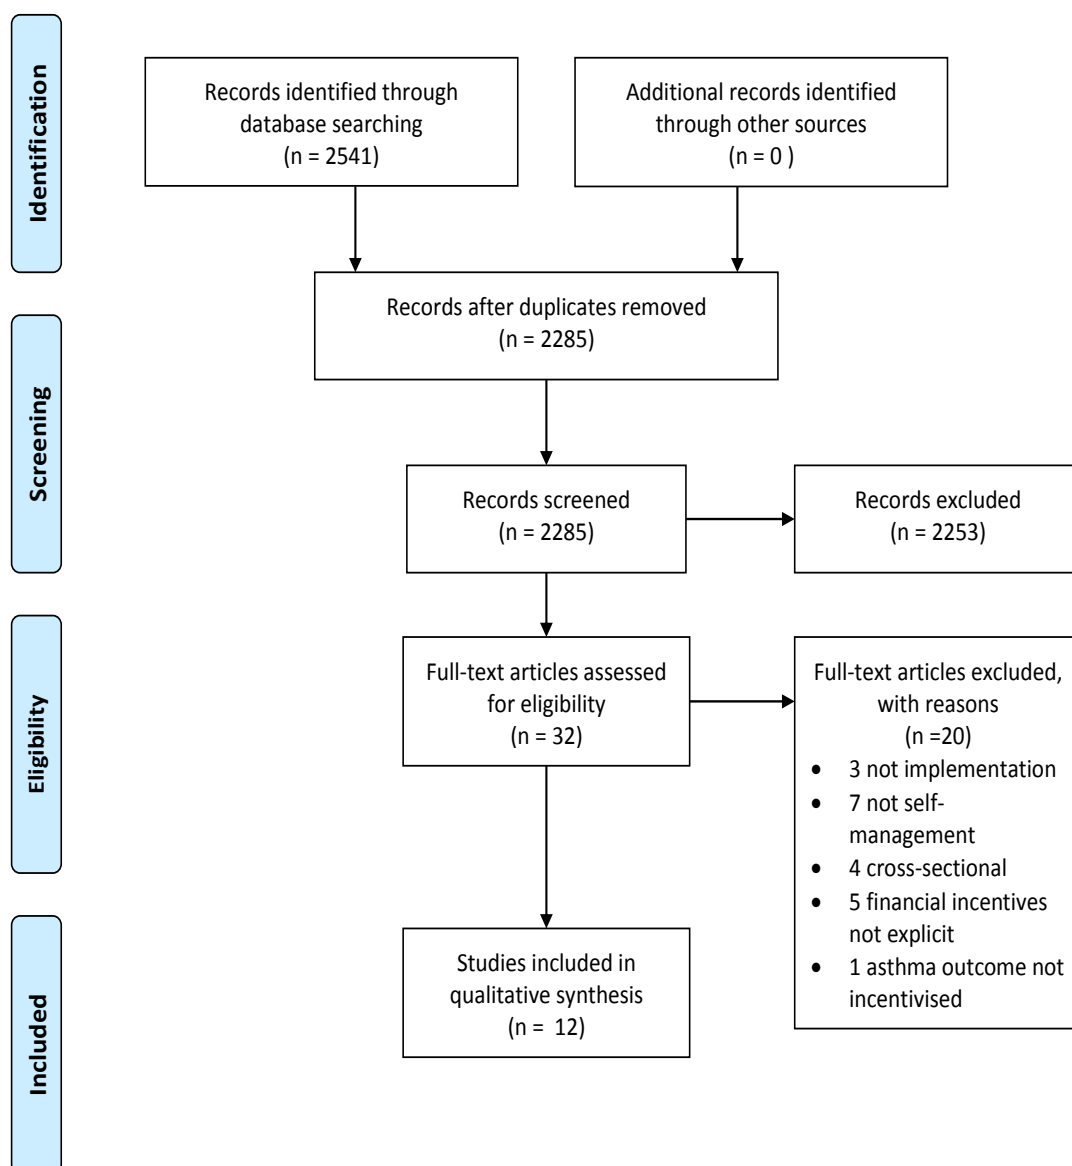 Identification
Records identified through
database searching
(n = 2541)
Additional records identified
through other sources
(n = 0 )
Records after duplicates removed
(n = 2285)
Screening
Records screened
(n = 2285)
Records excluded
(n = 2253)
Eligibility
Full-text articles assessed
for eligibility
(n = 32)
Full-text articles excluded,
with reasons
(n =20)
• 3 not implementation
• 7 not self-
management
• 4 cross-sectional
• 5 financial incentives
not explicit
• 1 asthma outcome not
incentivised
Included
Studies included in
qualitative synthesis
(n = 12)